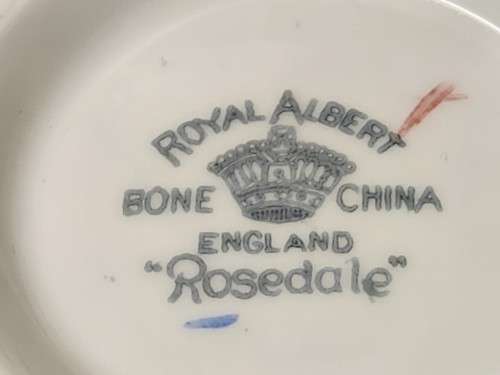 ROYAL ALBERT
BONE CHINA
ENGLAND
"Rosedale"